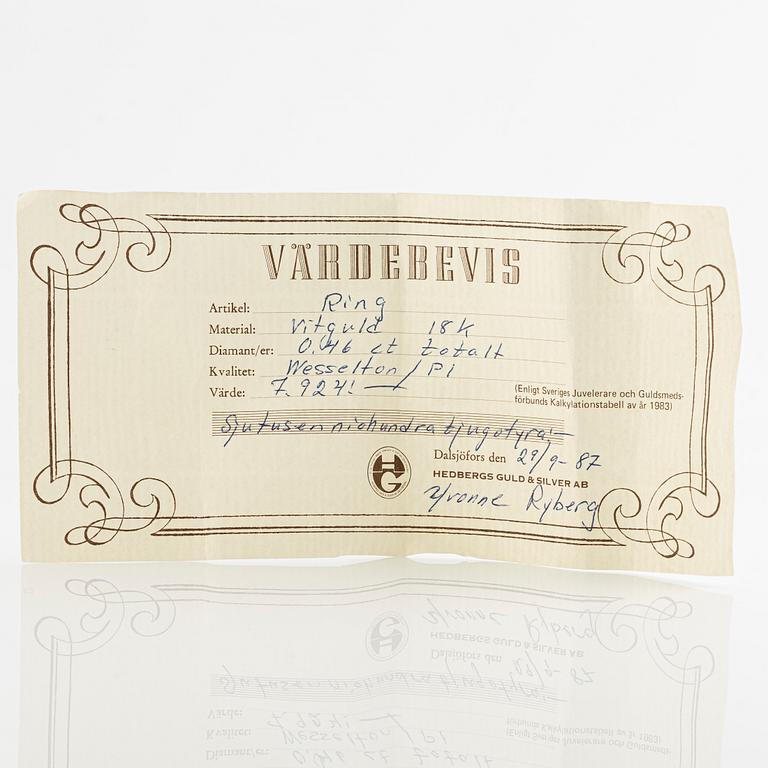 VÄRDEBEVIS
Artikel: Ring
Material: Vitguld 18K
Diamant/er: 0.46 ct totalt
Kvalitet: Wesselton / Pi
Värde: 7.924:—
(Enligt Sveriges Juvelerare och Guldsmeds-
förbunds Kalkylationstabell av år 1983)
Sjutusenniohundratjugofyra:—
Dalsjöfors den 29/9-87
HG
HEDBERGS GULD & SILVER AB
Yvonne Ryberg